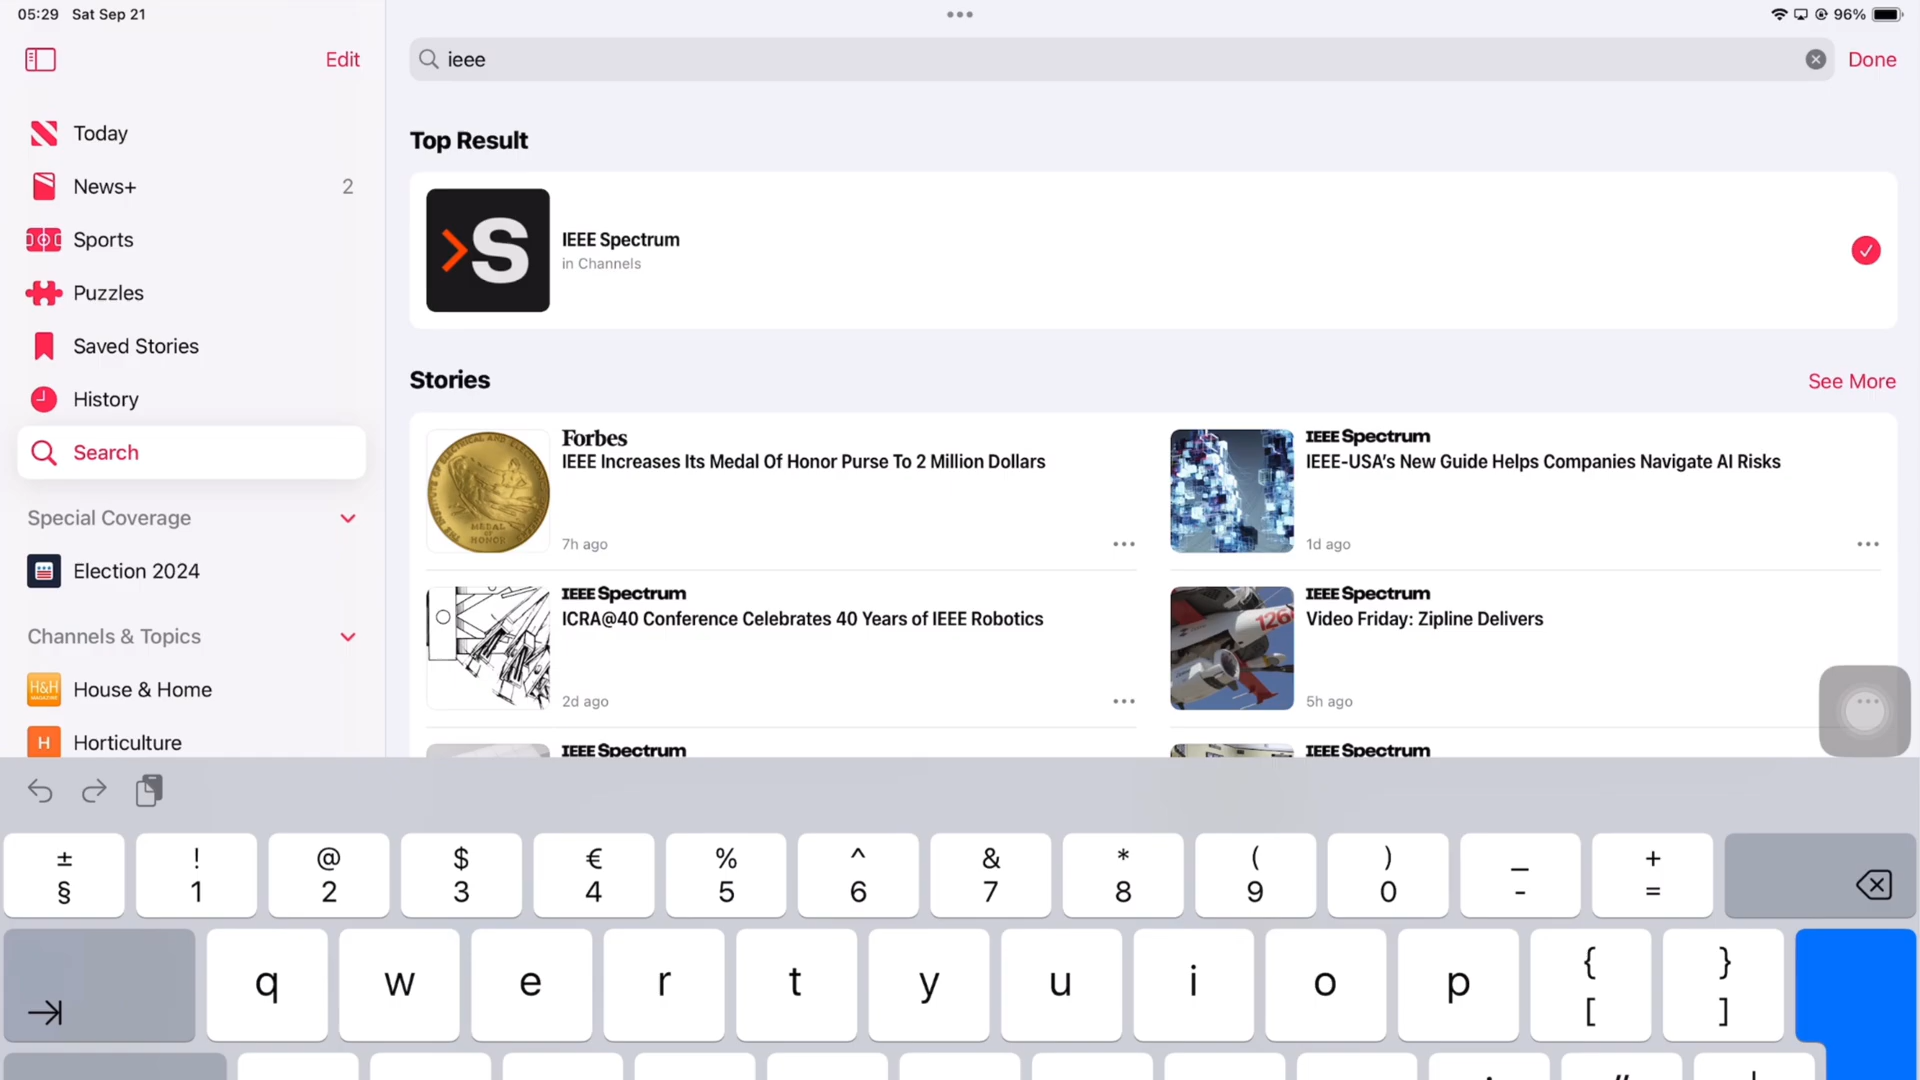 05:29 Sat Sep 21
96%
Edit
ieee
Done
Today
News+ 2
Sports
Puzzles
Saved Stories
History
Search
Special Coverage
Election 2024
Channels & Topics
H&H
House & Home
H
Horticulture
Top Result
S
IEEE Spectrum
in Channels
Stories
See More
MEDAL
OF
HONOR
Forbes
IEEE Increases Its Medal Of Honor Purse To 2 Million Dollars
7h ago
IEEE Spectrum
IEEE-USA’s New Guide Helps Companies Navigate AI Risks
1d ago
IEEE Spectrum
ICRA@40 Conference Celebrates 40 Years of IEEE Robotics
2d ago
126
IEEE Spectrum
Video Friday: Zipline Delivers
5h ago
IEEE Spectrum
IEEE Spectrum
± ! @ $ € % ^ & * ( ) _ +
§ 1 2 3 4 5 6 7 8 9 0 - =
q w e r t y u i o p { }
[ ]